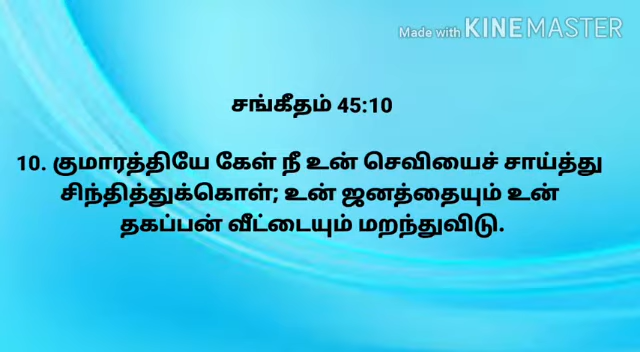 Made with KINEMASTER
சங்கீதம் 45:10
10. குமாரத்தியே கேள் நீ உன் செவியைச் சாய்த்து
சிந்தித்துக்கொள்; உன் ஜனத்தையும் உன்
தகப்பன் வீட்டையும் மறந்துவிடு.